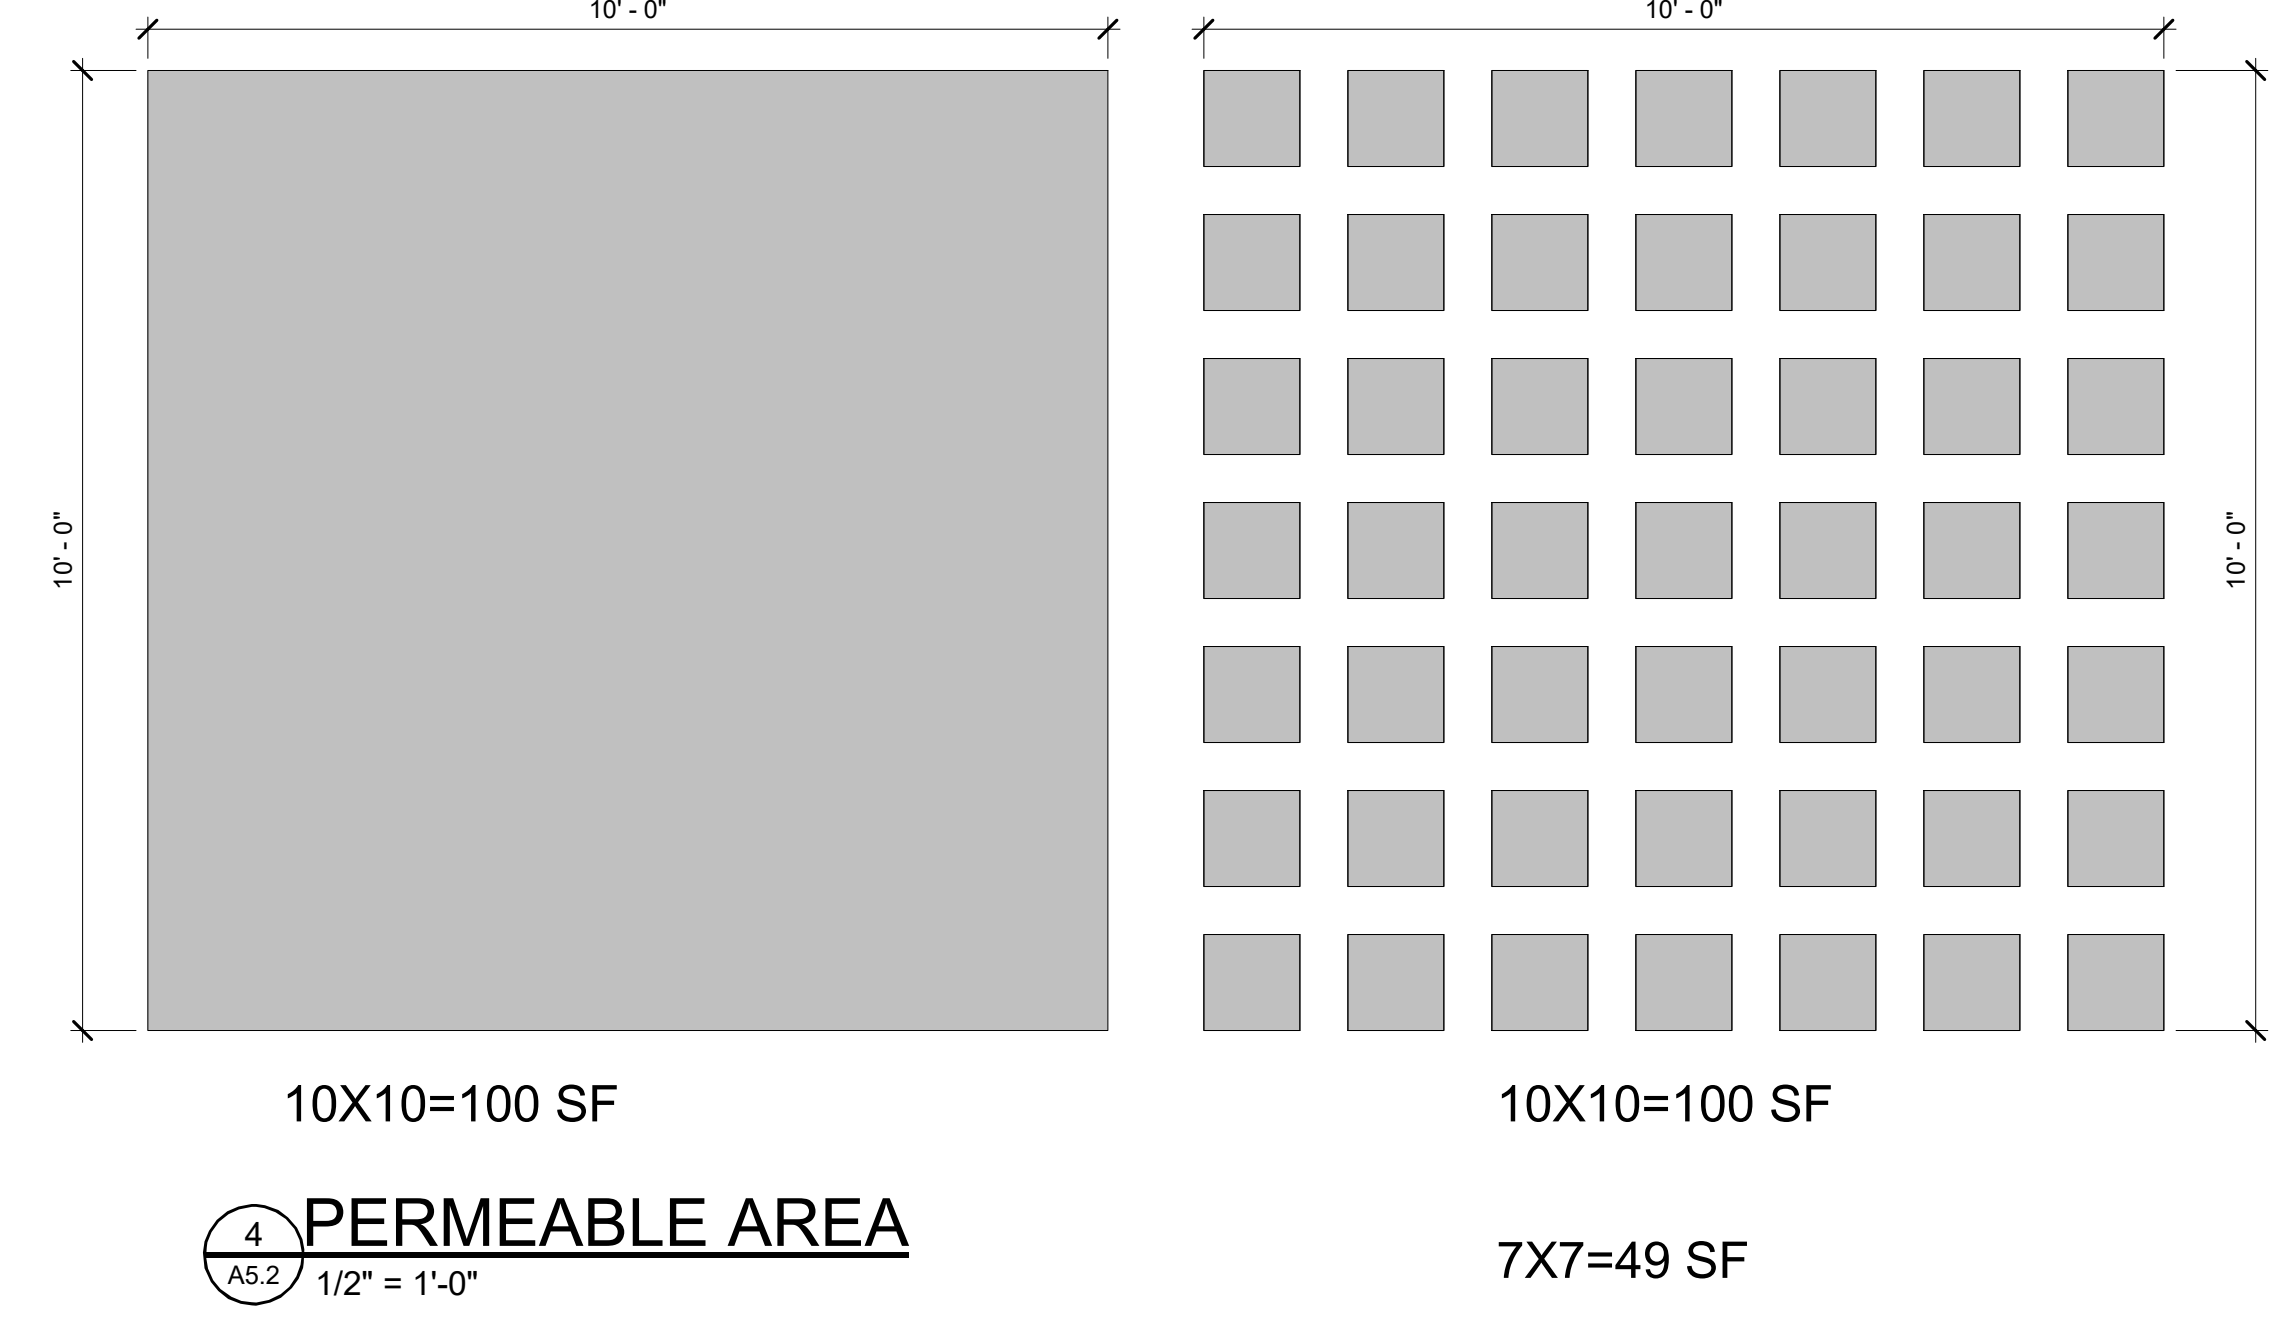 10' - 0"
10' - 0"
10' - 0"
10' - 0"
10X10=100 SF
10X10=100 SF
4
PERMEABLE AREA
A5.2
1/2" = 1'-0"
7X7=49 SF